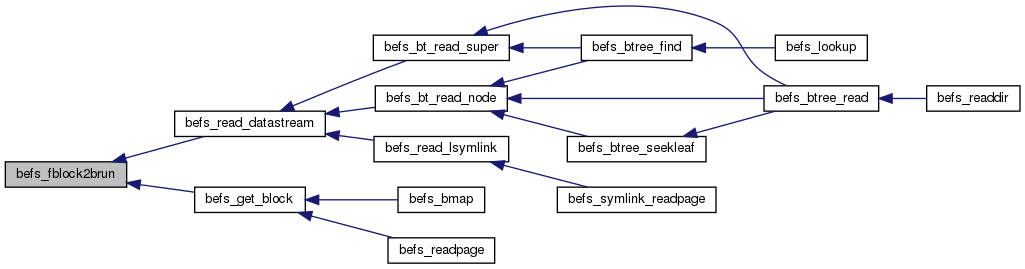 befs_bt_read_super
befs_btree_find
befs_lookup
befs_bt_read_node
befs_btree_read
befs_readdir
befs_read_datastream
befs_read_lsymlink
befs_btree_seekleaf
befs_fblock2brun
befs_get_block
befs_bmap
befs_symlink_readpage
befs_readpage